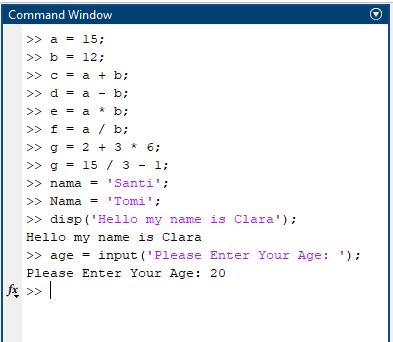 Command Window
>> a = 15;
>> b = 12;
>> c = a + b;
>> d = a - b;
>> e = a * b;
>> f = a / b;
>> g = 2 + 3 * 6;
>> g = 15 / 3 - 1;
>> nama = 'Santi';
>> Nama = 'Tomi';
>> disp('Hello my name is Clara');
Hello my name is Clara
>> age = input('Please Enter Your Age: ');
Please Enter Your Age: 20
fx >>